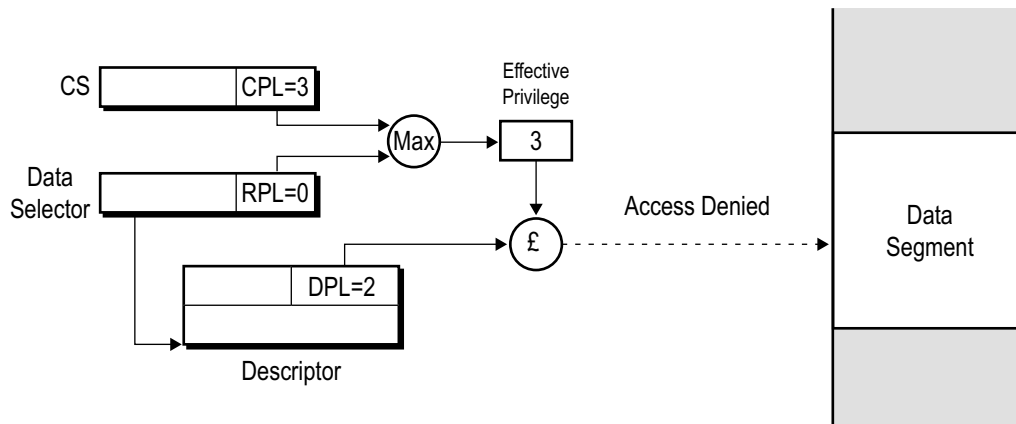 Effective
Privilege
CS
CPL=3
Max
3
Data
Selector
RPL=0
Access Denied
£
Data
Segment
DPL=2
Descriptor